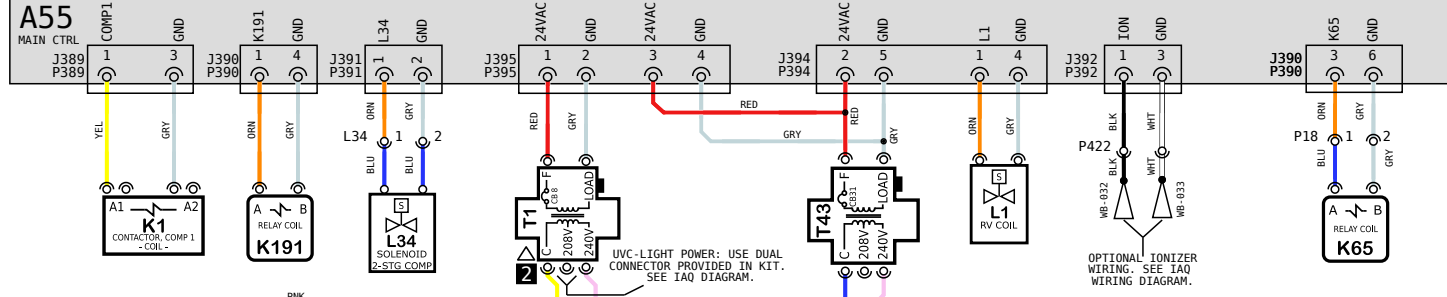 A55
MAIN CTRL
COMP1 GND K191 GND L34 GND 24VAC GND 24VAC GND 24VAC GND L1 GND ION GND K65 GND
J389 1 3 J390 1 4 J391 1 2 J395 1 2 3 4 J394 2 5 1 4 J392 1 3 J390 3 6
P389 P390 P391 P395 P394 P392 P390
YEL GRY ORN GRY ORN GRY RED GRY RED GRY RED GRY ORN GRY BLK WHT ORN GRY
L34 1 2
BLU BLU
P422
BLK WHT
P18 1 2
BLU GRY
A1 A2
K1
CONTACTOR, COMP 1
- COIL -
A B
RELAY COIL
K191
S
L34
SOLENOID
2-STG COMP
F LOAD
CB8
T1
C 208V 240V
2
UVC-LIGHT POWER: USE DUAL
CONNECTOR PROVIDED IN KIT.
SEE IAQ DIAGRAM.
F LOAD
CB31
T43
C 208V 240V
S
L1
RV COIL
WB-032 WB-033
OPTIONAL IONIZER
WIRING. SEE IAQ
WIRING DIAGRAM.
A B
RELAY COIL
K65